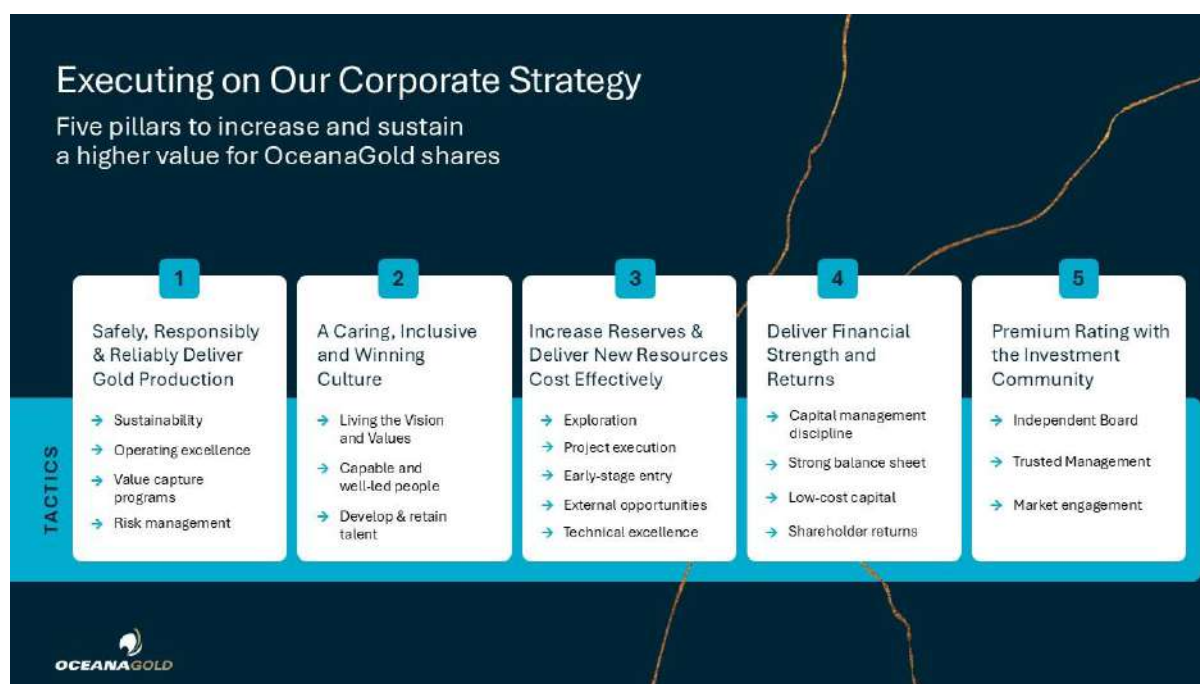 Executing on Our Corporate Strategy
Five pillars to increase and sustain
a higher value for OceanaGold shares
TACTICS
1
Safely, Responsibly
& Reliably Deliver
Gold Production
→ Sustainability
→ Operating excellence
→ Value capture
programs
→ Risk management
2
A Caring, Inclusive
and Winning
Culture
→ Living the Vision
and Values
→ Capable and
well-led people
→ Develop & retain
talent
3
Increase Reserves &
Deliver New Resources
Cost Effectively
→ Exploration
→ Project execution
→ Early-stage entry
→ External opportunities
→ Technical excellence
4
Deliver Financial
Strength and
Returns
→ Capital management
discipline
→ Strong balance sheet
→ Low-cost capital
→ Shareholder returns
5
Premium Rating with
the Investment
Community
→ Independent Board
→ Trusted Management
→ Market engagement
OCEANAGOLD